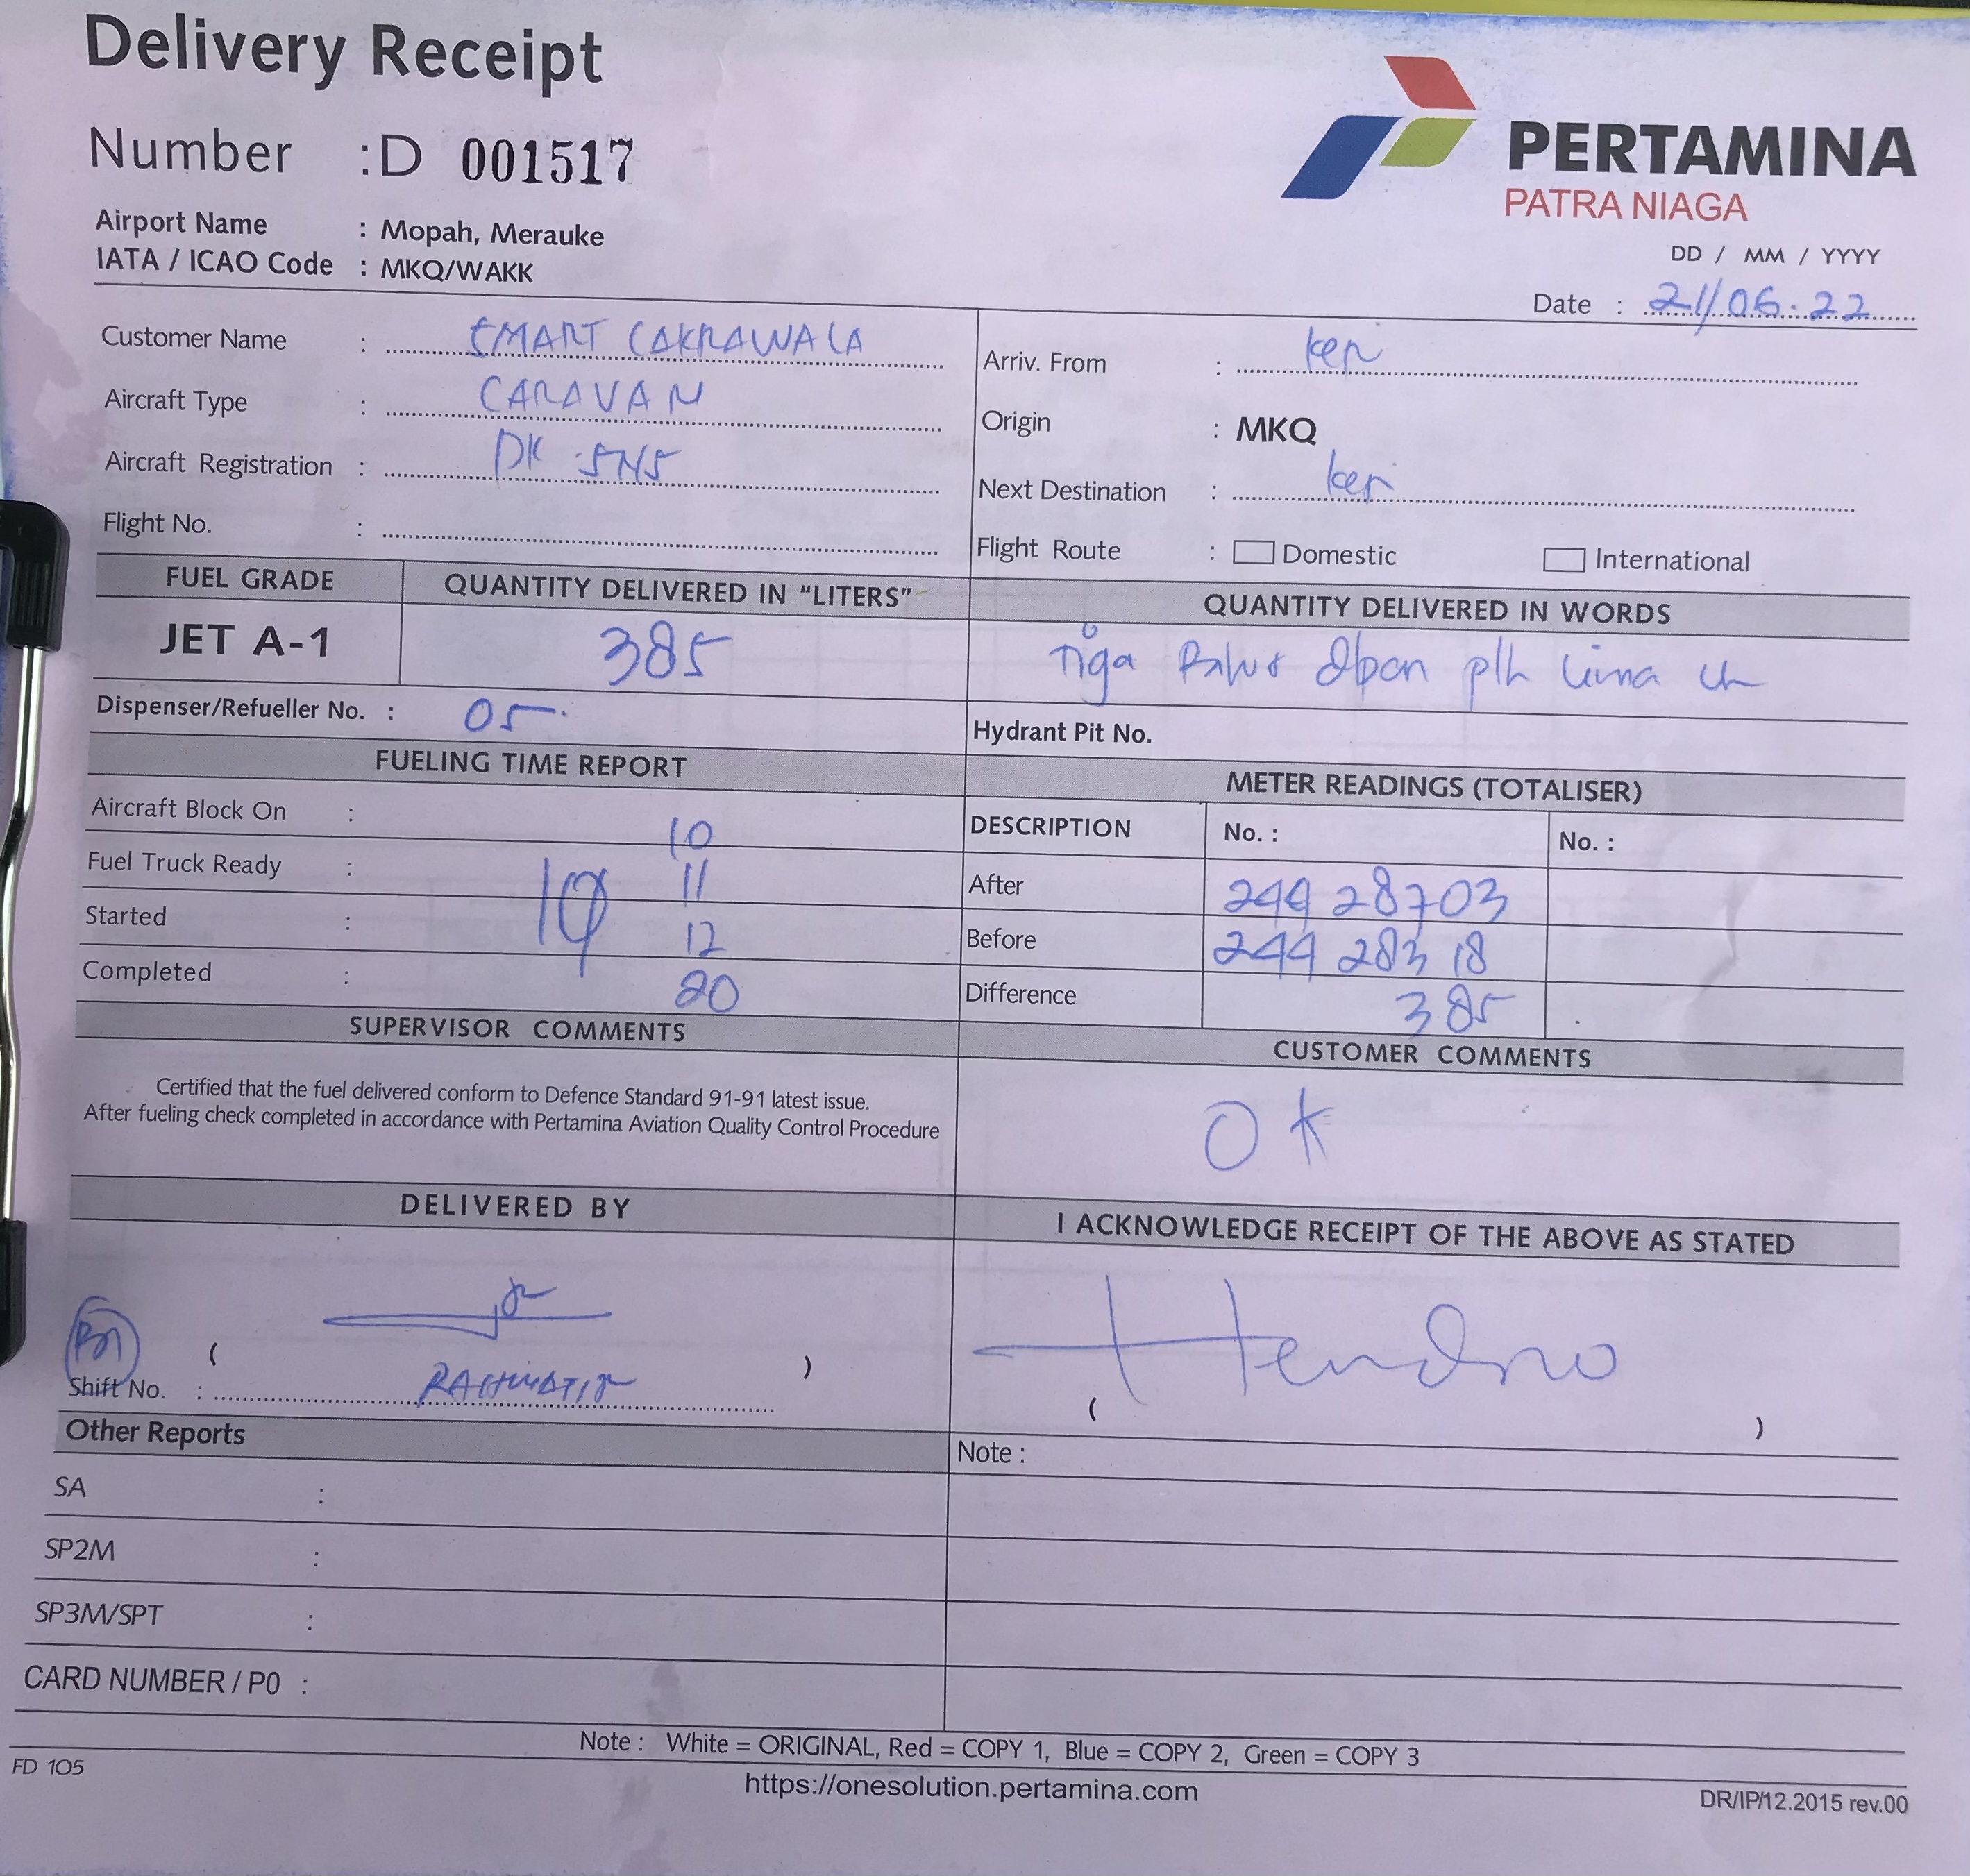 Delivery Receipt
PERTAMINA
PATRA NIAGA
Number :D 001517
Airport Name : Mopah, Merauke
IATA / ICAO Code : MKQ/WAKK
DD / MM / YYYY
Date : 21/06.22
Customer Name : SMART CAKRAWALA
Aircraft Type : CARAVAN
Aircraft Registration : PK SNS
Flight No. :
Arriv. From : kepi
Origin : MKQ
Next Destination : kepi
Flight Route : Domestic International
FUEL GRADE QUANTITY DELIVERED IN "LITERS" QUANTITY DELIVERED IN WORDS
JET A-1 385 Tiga Ratus dlpan plh lima
Dispenser/Refueller No. : 05
Hydrant Pit No.
FUELING TIME REPORT
Aircraft Block On : 10
Fuel Truck Ready : 11
Started : 10 12
Completed : 20
METER READINGS (TOTALISER)
DESCRIPTION No. : No. :
After 244 28703
Before 244 283 18
Difference 385
SUPERVISOR COMMENTS
Certified that the fuel delivered conform to Defence Standard 91-91 latest issue.
After fueling check completed in accordance with Pertamina Aviation Quality Control Procedure
CUSTOMER COMMENTS
OK
DELIVERED BY
( )
Shift No. :
I ACKNOWLEDGE RECEIPT OF THE ABOVE AS STATED
Hendro
( )
Other Reports
SA :
SP2M :
SP3M/SPT :
CARD NUMBER / P0 :
Note :
Note : White = ORIGINAL, Red = COPY 1, Blue = COPY 2, Green = COPY 3
FD 105
https://onesolution.pertamina.com
DR/IP/12.2015 rev.00